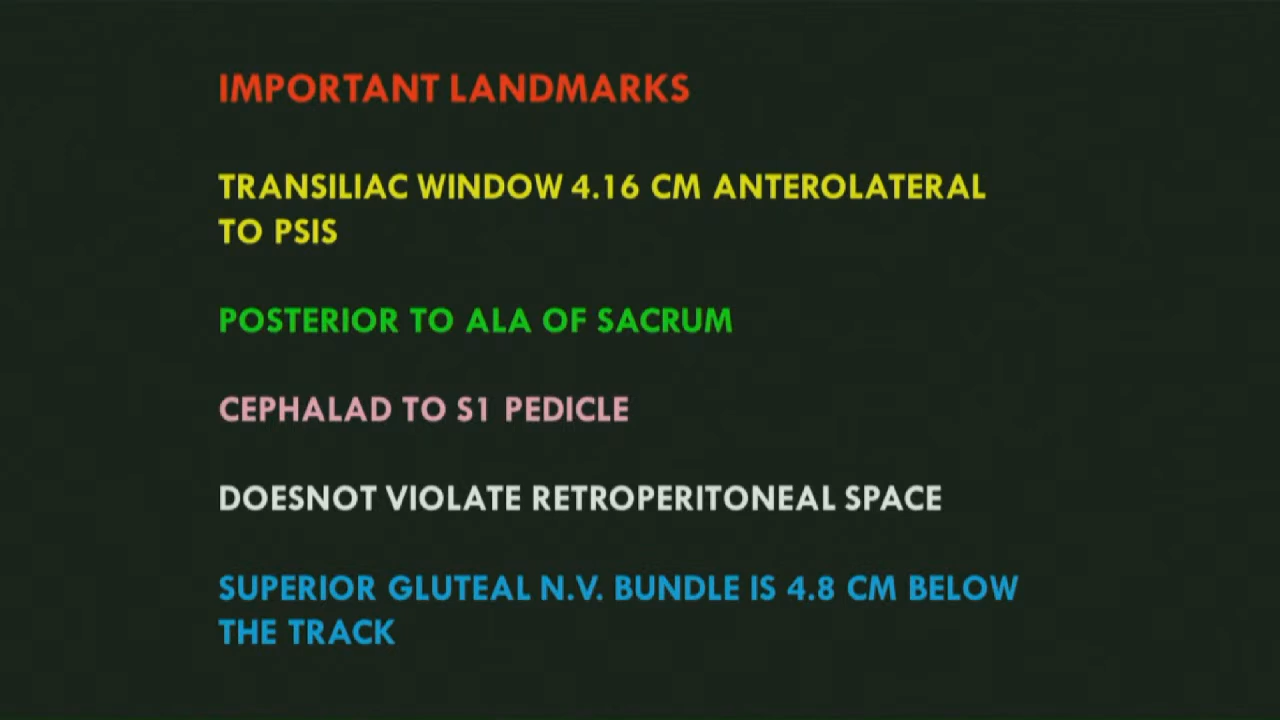 IMPORTANT LANDMARKS
TRANSILIAC WINDOW 4.16 CM ANTEROLATERAL
TO PSIS
POSTERIOR TO ALA OF SACRUM
CEPHALAD TO S1 PEDICLE
DOESNOT VIOLATE RETROPERITONEAL SPACE
SUPERIOR GLUTEAL N.V. BUNDLE IS 4.8 CM BELOW
THE TRACK